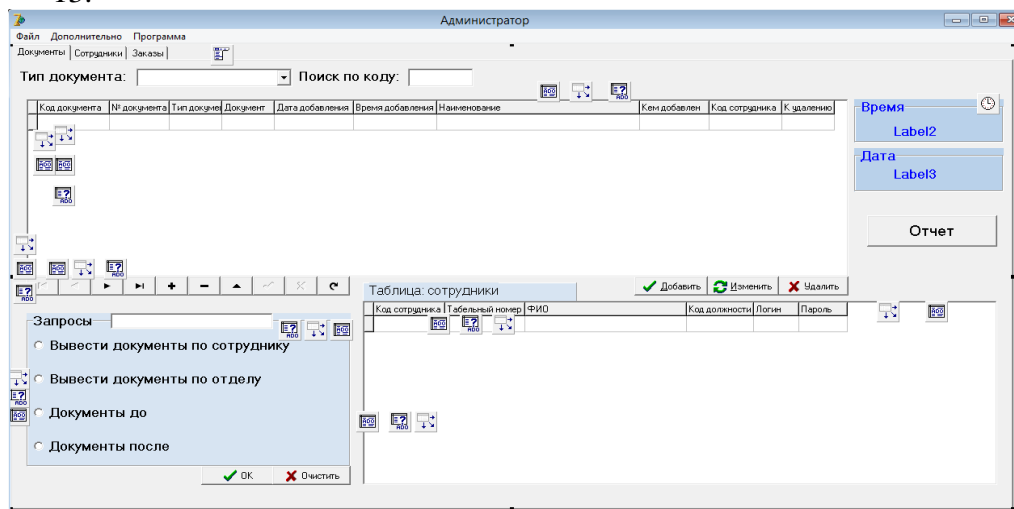 Администратор
Файл Дополнительно Программа
Документы Сотрудники Заказы
Тип документа: Поиск по коду:
Код документа № документа Тип докуме Документ Дата добавления Время добавления Наименование Кем добавлен Код сотрудника К удалению
Время
Label2
Дата
Label3
Отчет
Таблица: сотрудники
Добавить Изменить Удалить
Код сотрудника Табельный номер ФИО Код должности Логин Пароль
Запросы
Вывести документы по сотруднику
Вывести документы по отделу
Документы до
Документы после
OK Очистить